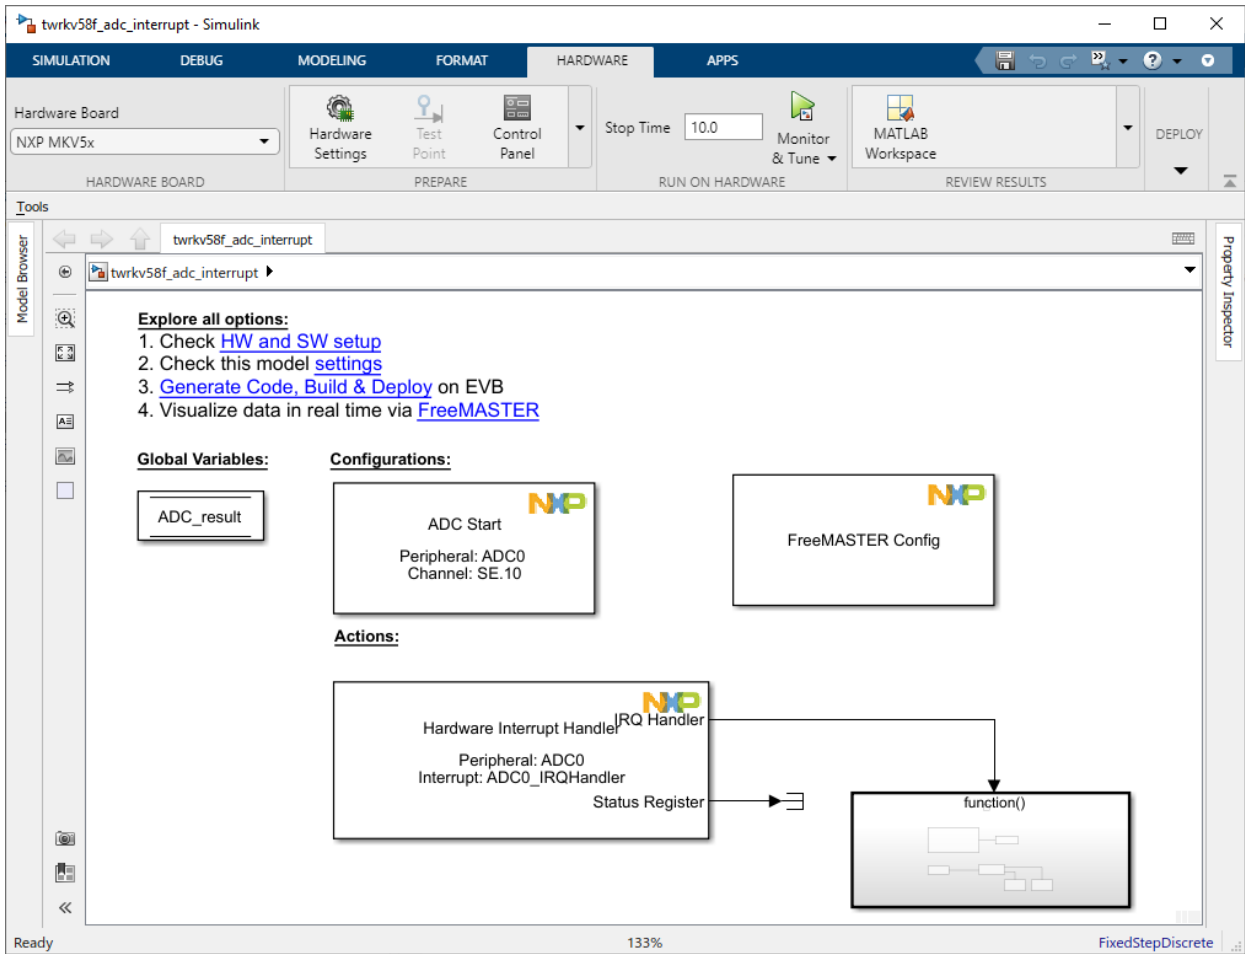 twrkv58f_adc_interrupt - Simulink
SIMULATION DEBUG MODELING FORMAT HARDWARE APPS
Hardware Board
NXP MKV5x
Hardware Settings
Test Point
Control Panel
Stop Time 10.0
Monitor & Tune
MATLAB Workspace
DEPLOY
HARDWARE BOARD PREPARE RUN ON HARDWARE REVIEW RESULTS
Tools
Model Browser
twrkv58f_adc_interrupt
twrkv58f_adc_interrupt
Property Inspector
Explore all options:
1. Check HW and SW setup
2. Check this model settings
3. Generate Code, Build & Deploy on EVB
4. Visualize data in real time via FreeMASTER
Global Variables:
Configurations:
ADC_result
NXP
ADC Start
Peripheral: ADC0
Channel: SE.10
NXP
FreeMASTER Config
Actions:
NXP
IRQ Handler
Hardware Interrupt Handler
Peripheral: ADC0
Interrupt: ADC0_IRQHandler
Status Register
function()
Ready 133% FixedStepDiscrete